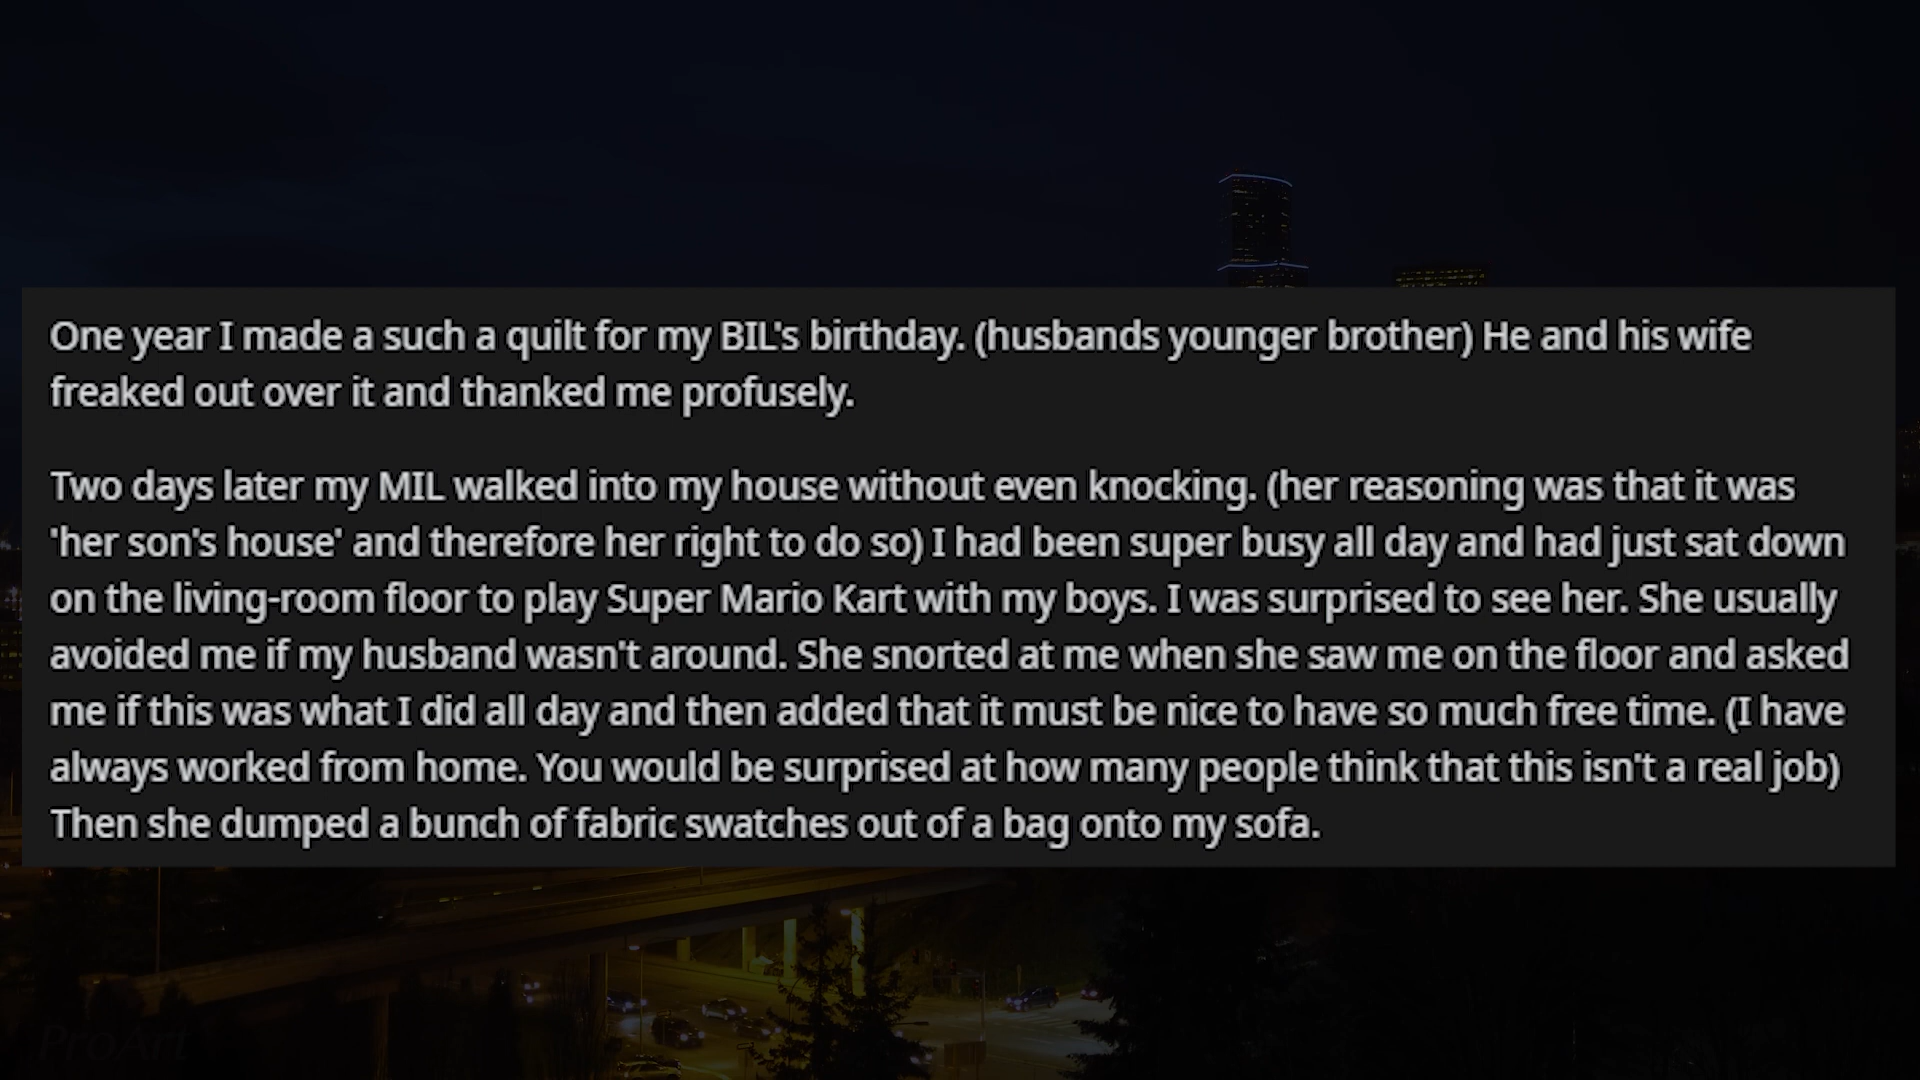 One year I made a such a quilt for my BIL's birthday. (husbands younger brother) He and his wife
freaked out over it and thanked me profusely.
Two days later my MIL walked into my house without even knocking. (her reasoning was that it was
'her son's house' and therefore her right to do so) I had been super busy all day and had just sat down
on the living-room floor to play Super Mario Kart with my boys. I was surprised to see her. She usually
avoided me if my husband wasn't around. She snorted at me when she saw me on the floor and asked
me if this was what I did all day and then added that it must be nice to have so much free time. (I have
always worked from home. You would be surprised at how many people think that this isn't a real job)
Then she dumped a bunch of fabric swatches out of a bag onto my sofa.
ProArt